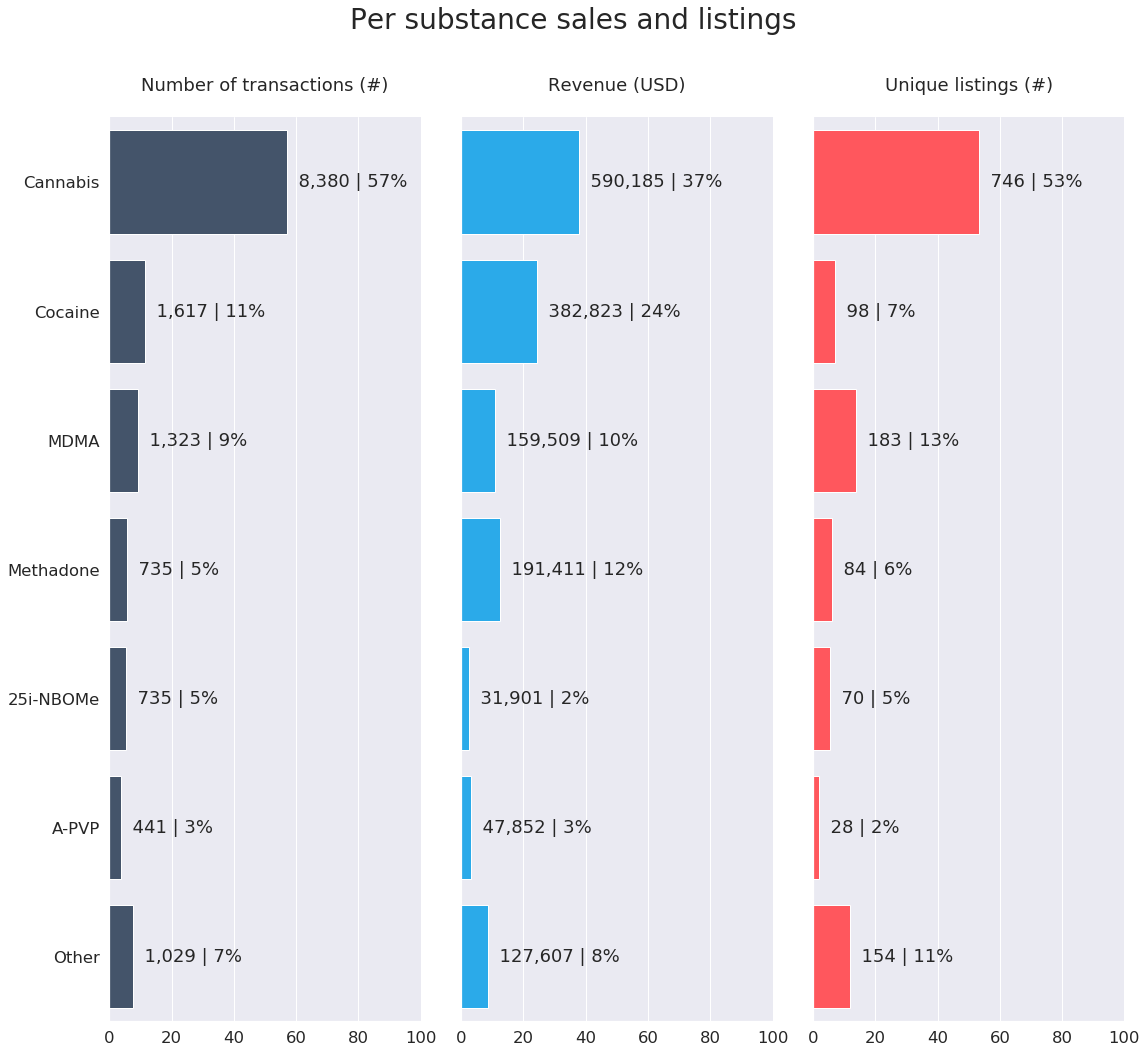 Per substance sales and listings
Number of transactions (#)
Revenue (USD)
Unique listings (#)
Cannabis
8,380 | 57%
590,185 | 37%
746 | 53%
Cocaine
1,617 | 11%
382,823 | 24%
98 | 7%
MDMA
1,323 | 9%
159,509 | 10%
183 | 13%
Methadone
735 | 5%
191,411 | 12%
84 | 6%
25i-NBOMe
735 | 5%
31,901 | 2%
70 | 5%
A-PVP
441 | 3%
47,852 | 3%
28 | 2%
Other
1,029 | 7%
127,607 | 8%
154 | 11%
0 20 40 60 80 100
0 20 40 60 80 100
0 20 40 60 80 100